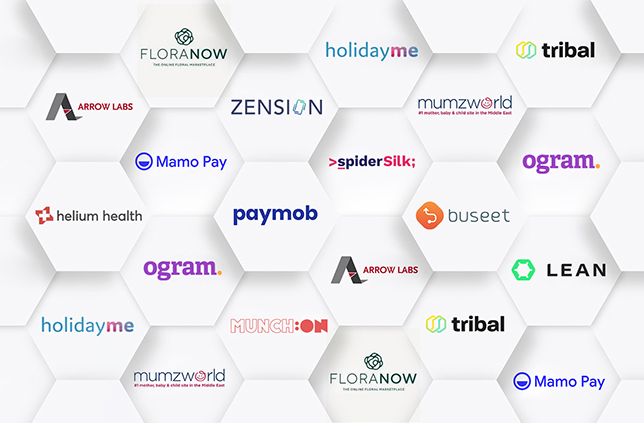 FLORANOW
THE ONLINE FLORAL MARKETPLACE
holidayme
tribal
ARROW LABS
ZENSION
mumzworld
#1 mother, baby & child site in the Middle East
Mamo Pay
>spiderSilk;
ogram.
helium health
paymob
buseet
ogram.
ARROW LABS
LEAN
holidayme
MUNCH:ON
tribal
mumzworld
#1 mother, baby & child site in the Middle East
FLORANOW
THE ONLINE FLORAL MARKETPLACE
Mamo Pay